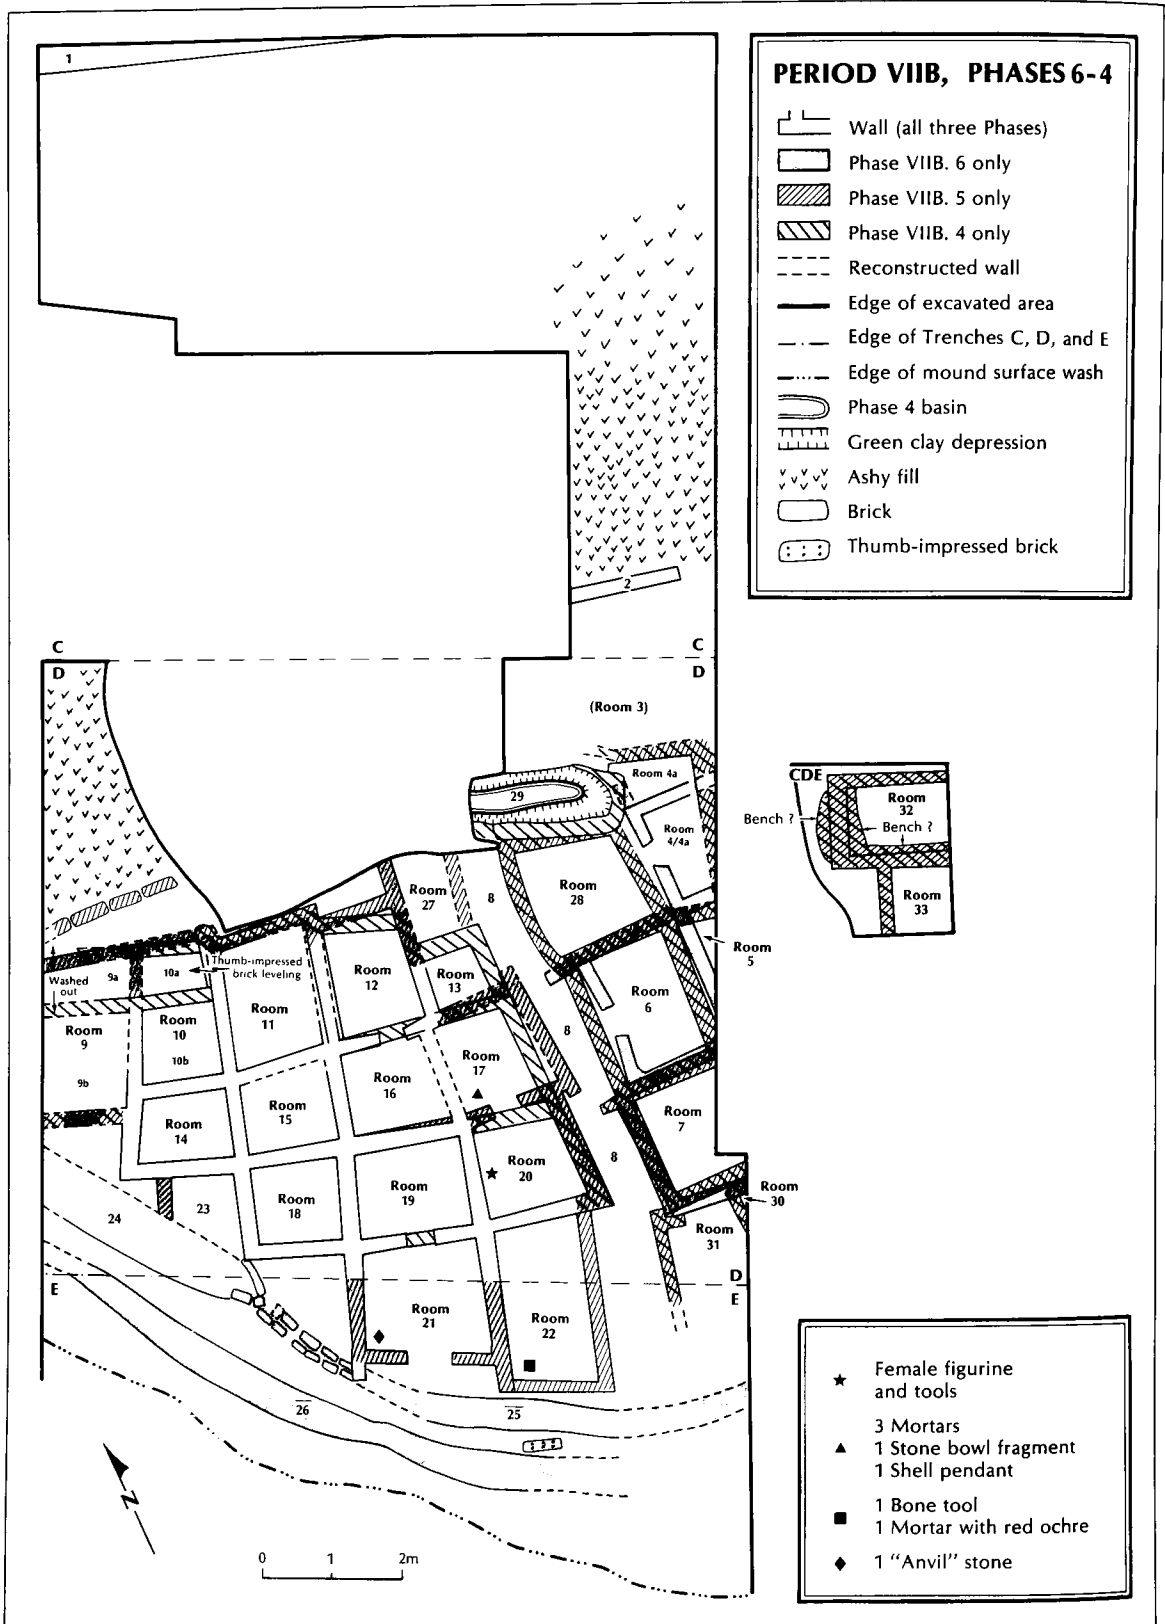 1
PERIOD VIIB, PHASES 6-4
Wall (all three Phases)
Phase VIIB. 6 only
Phase VIIB. 5 only
Phase VIIB. 4 only
Reconstructed wall
Edge of excavated area
Edge of Trenches C, D, and E
Edge of mound surface wash
Phase 4 basin
Green clay depression
Ashy fill
Brick
Thumb-impressed brick
2
C
C
D
D
(Room 3)
Room 4a
29
Room
4/4a
CDE
Room
32
Bench ?
Bench ?
Room
33
Room
27
8
Room
28
Room
5
Washed
out
9a
10a
Thumb-impressed
brick leveling
Room
12
Room
13
Room
6
Room
9
9b
Room
10
10b
Room
11
8
Room
17
Room
16
Room
15
Room
14
Room
7
Room
20
8
Room
30
Room
19
Room
18
23
24
Room
31
D
E
E
Room
21
Room
22
26
25
N
0 1 2m
Female figurine
and tools
3 Mortars
1 Stone bowl fragment
1 Shell pendant
1 Bone tool
1 Mortar with red ochre
1 "Anvil" stone